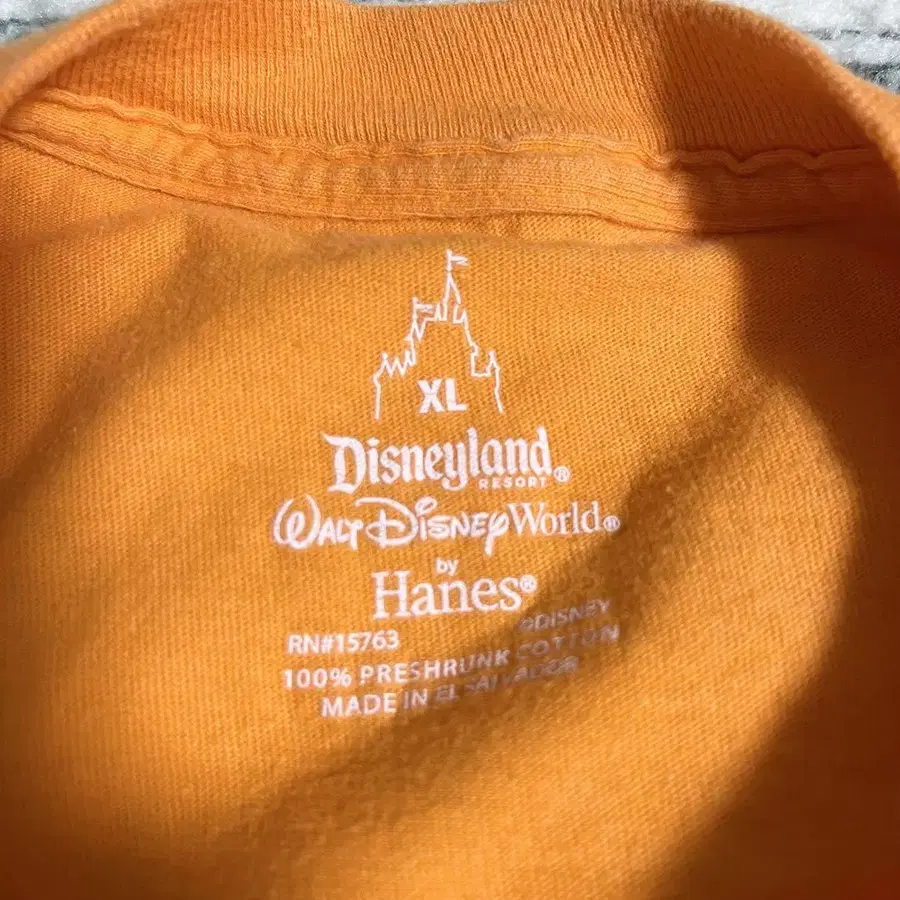 XL
Disneyland®
RESORT
Walt Disney World®
by
Hanes®
RN#15763 ©DISNEY
100% PRESHRUNK COTTON
MADE IN EL SALVADOR